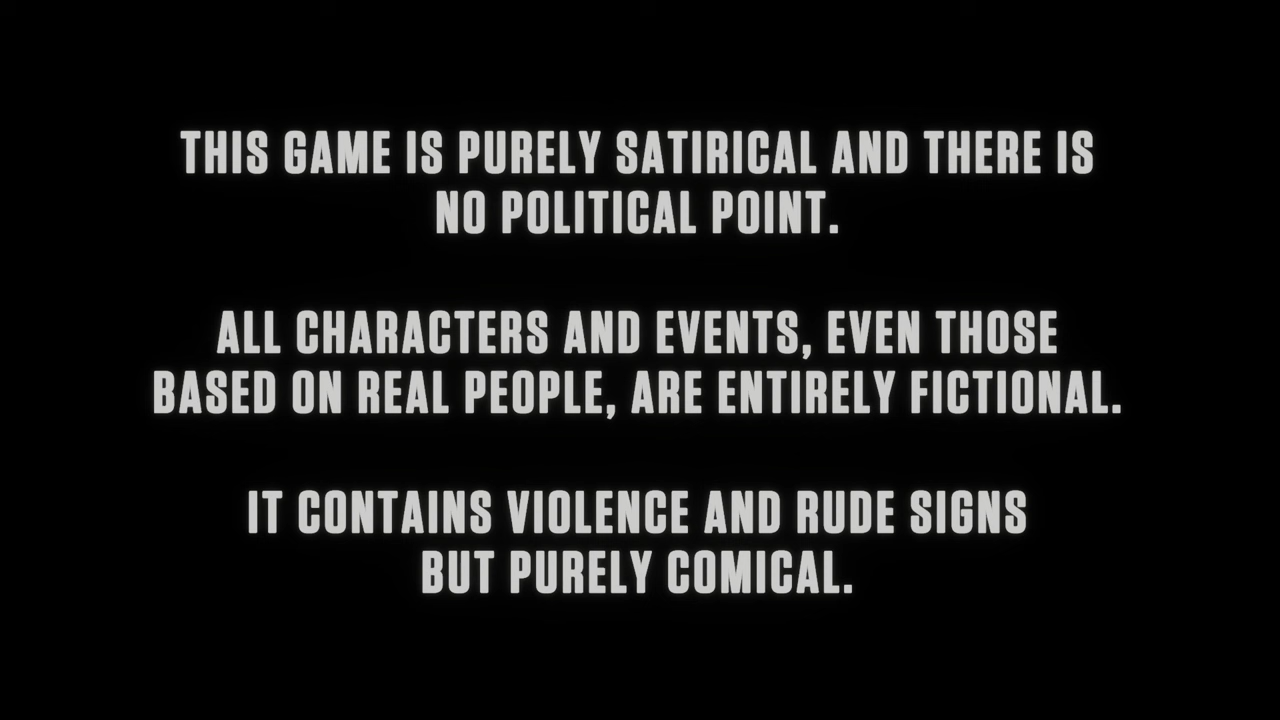 THIS GAME IS PURELY SATIRICAL AND THERE IS
NO POLITICAL POINT.
ALL CHARACTERS AND EVENTS, EVEN THOSE
BASED ON REAL PEOPLE, ARE ENTIRELY FICTIONAL.
IT CONTAINS VIOLENCE AND RUDE SIGNS
BUT PURELY COMICAL.